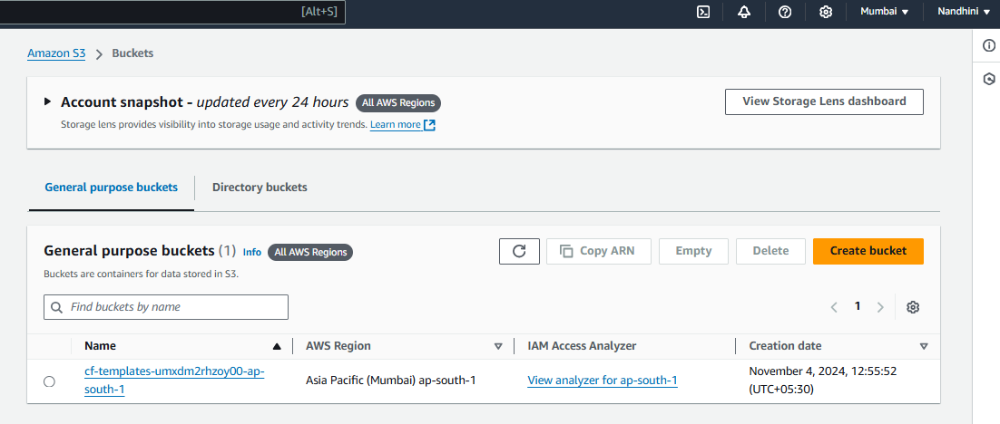 [Alt+S] Mumbai Nandhini
Amazon S3 Buckets
Account snapshot - updated every 24 hours All AWS Regions View Storage Lens dashboard
Storage lens provides visibility into storage usage and activity trends. Learn more
General purpose buckets Directory buckets
General purpose buckets (1) Info All AWS Regions Copy ARN Empty Delete Create bucket
Buckets are containers for data stored in S3.
Find buckets by name 1
Name AWS Region IAM Access Analyzer Creation date
cf-templates-umxdm2rhzoy00-ap- Asia Pacific (Mumbai) ap-south-1 View analyzer for ap-south-1 November 4, 2024, 12:55:52
south-1 (UTC+05:30)